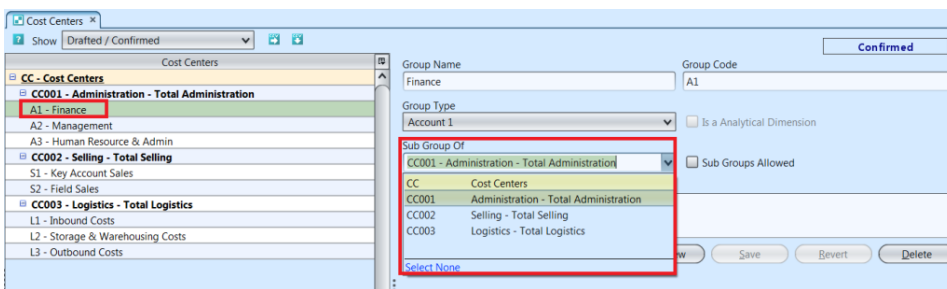 Cost Centers
Show Drafted / Confirmed
Confirmed
Cost Centers
CC - Cost Centers
CC001 - Administration - Total Administration
A1 - Finance
A2 - Management
A3 - Human Resource & Admin
CC002 - Selling - Total Selling
S1 - Key Account Sales
S2 - Field Sales
CC003 - Logistics - Total Logistics
L1 - Inbound Costs
L2 - Storage & Warehousing Costs
L3 - Outbound Costs
Group Name Group Code
Finance A1
Group Type
Account 1 Is a Analytical Dimension
Sub Group Of
CC001 - Administration - Total Administration Sub Groups Allowed
CC Cost Centers
CC001 Administration - Total Administration
CC002 Selling - Total Selling
CC003 Logistics - Total Logistics
Select None
Save Revert Delete